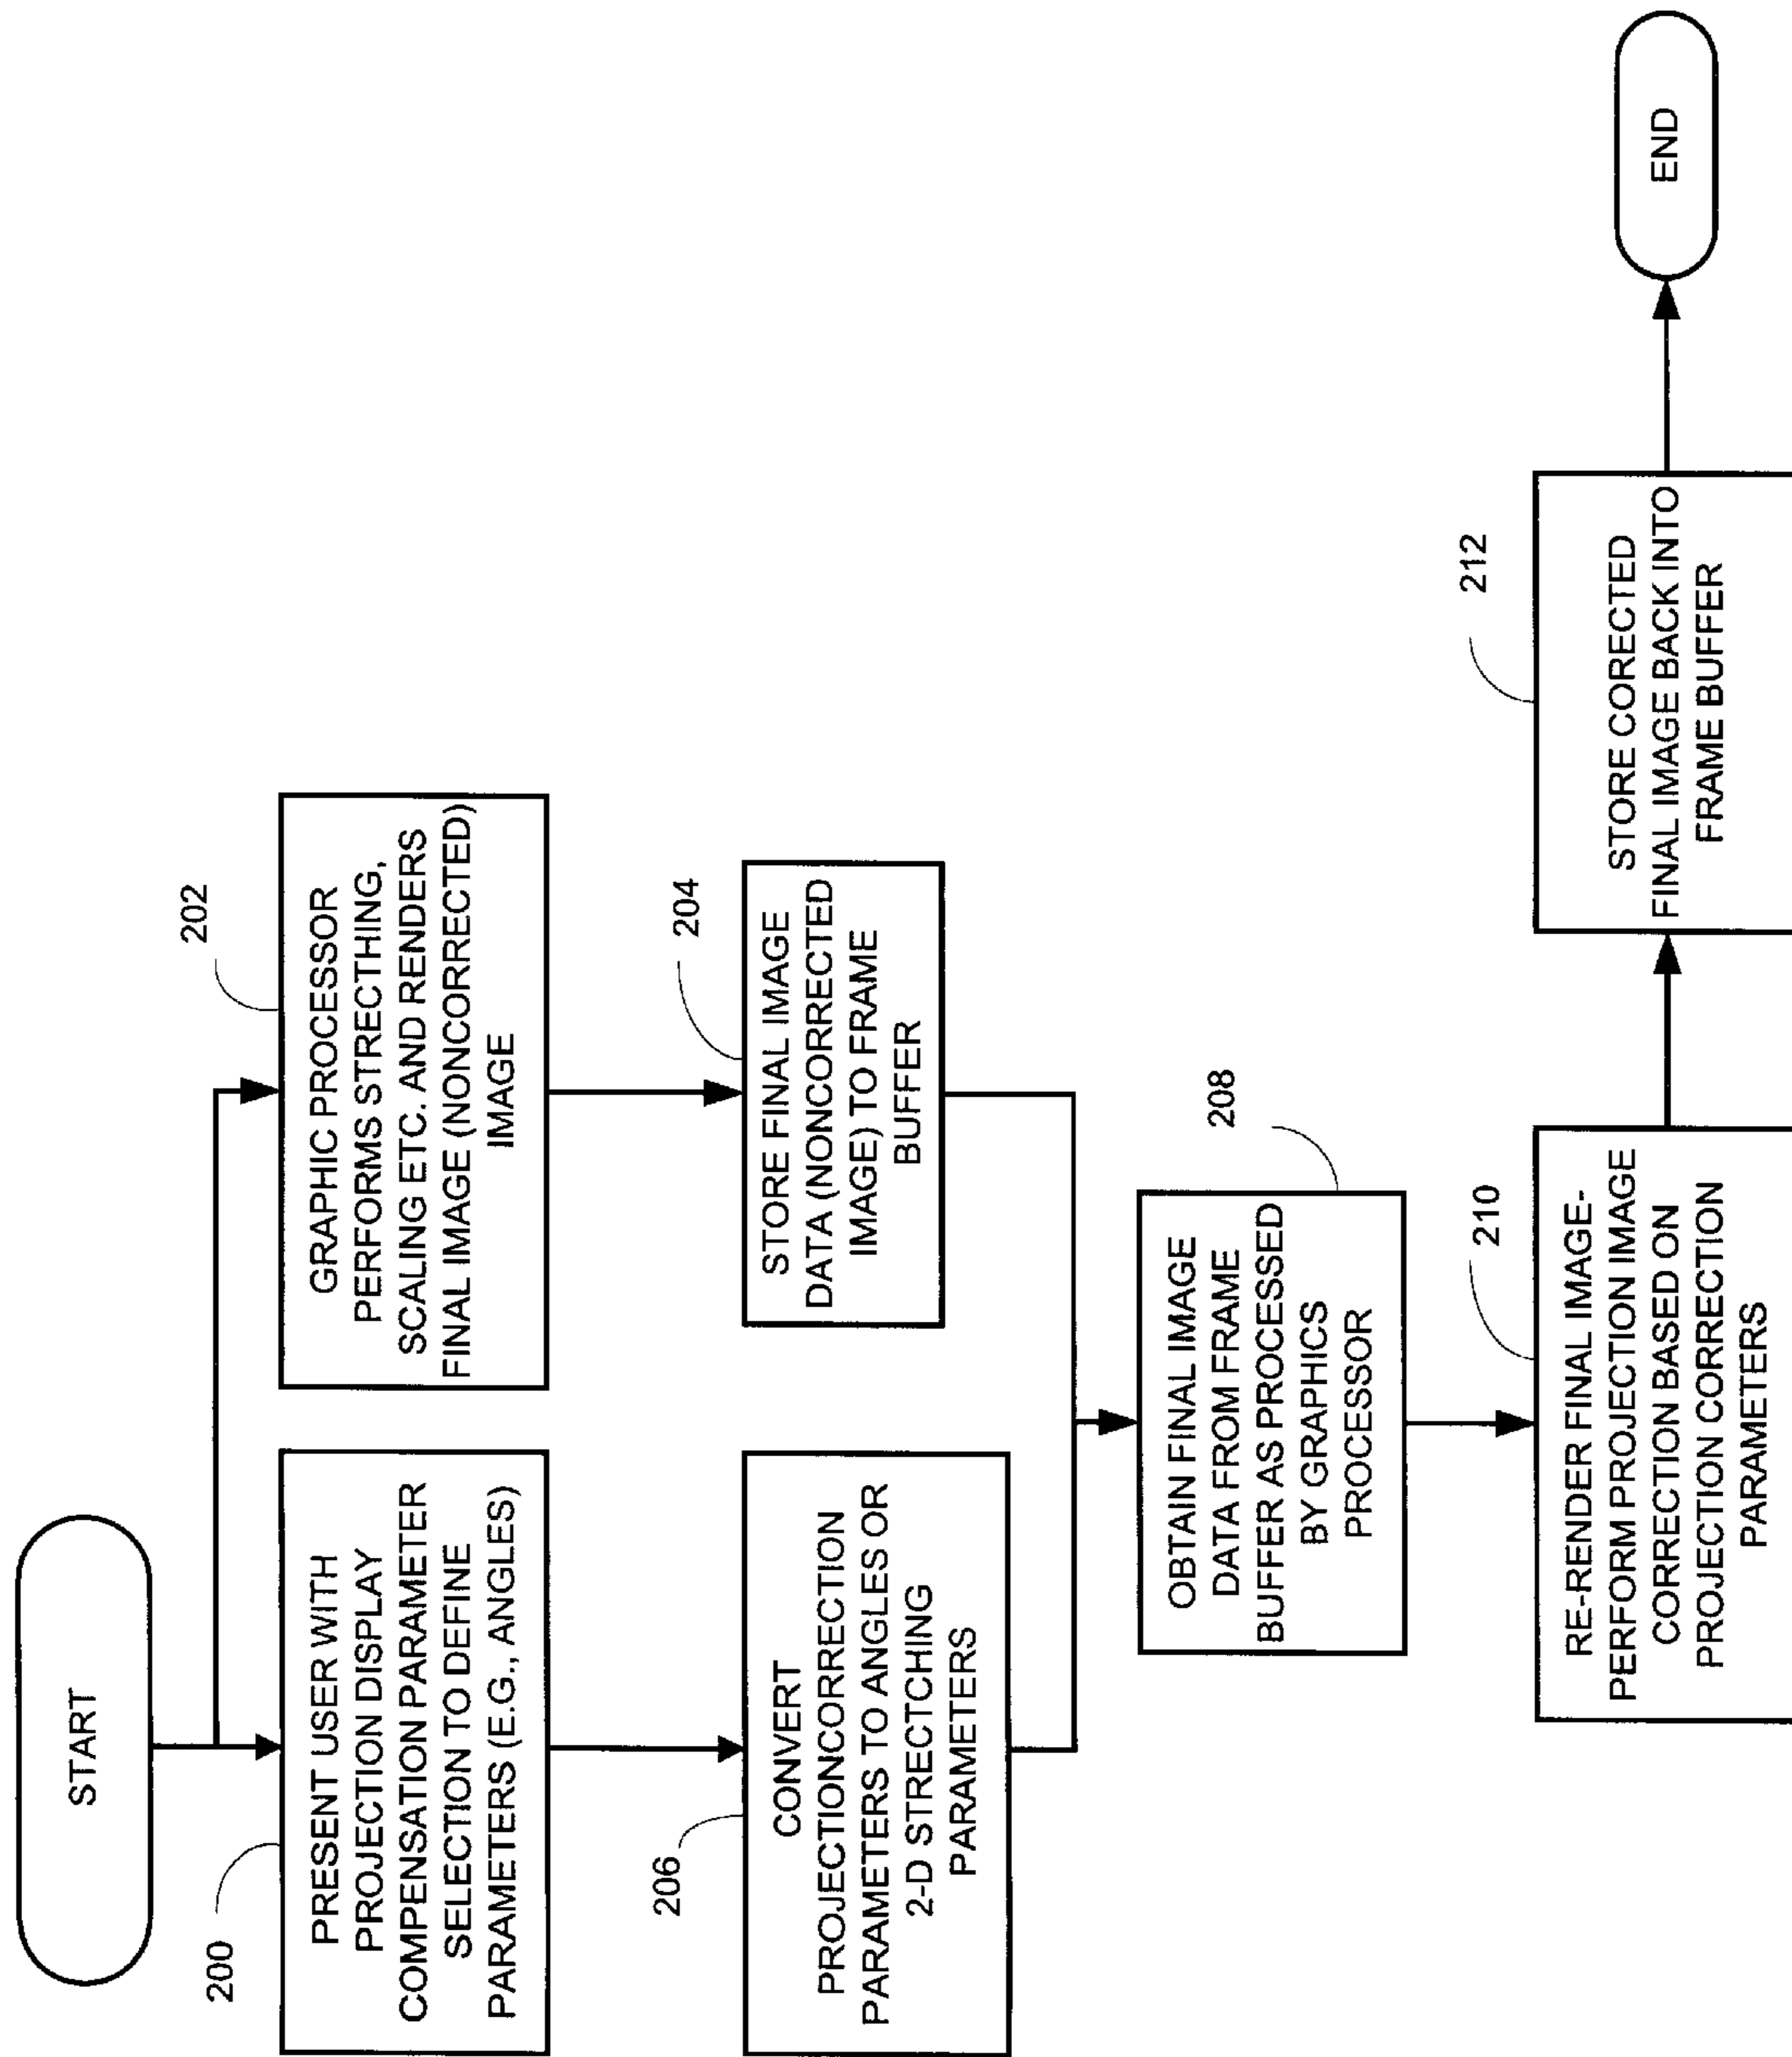 START
200
PRESENT USER WITH
PROJECTION DISPLAY
COMPENSATION PARAMETER
SELECTION TO DEFINE
PARAMETERS (E.G., ANGLES)
202
GRAPHIC PROCESSOR
PERFORMS STRECTHING,
SCALING ETC. AND RENDERS
FINAL IMAGE (NONCORRECTED)
IMAGE
206
CONVERT
PROJECTIONCORRECTION
PARAMETERS TO ANGLES OR
2-D STRECTCHING
PARAMETERS
204
STORE FINAL IMAGE
DATA (NONCORRECTED
IMAGE) TO FRAME
BUFFER
208
OBTAIN FINAL IMAGE
DATA FROM FRAME
BUFFER AS PROCESSED
BY GRAPHICS
PROCESSOR
210
RE-RENDER FINAL IMAGE-
PERFORM PROJECTION IMAGE
CORRECTION BASED ON
PROJECTION CORRECTION
PARAMETERS
212
STORE CORECTED
FINAL IMAGE BACK INTO
FRAME BUFFER
END